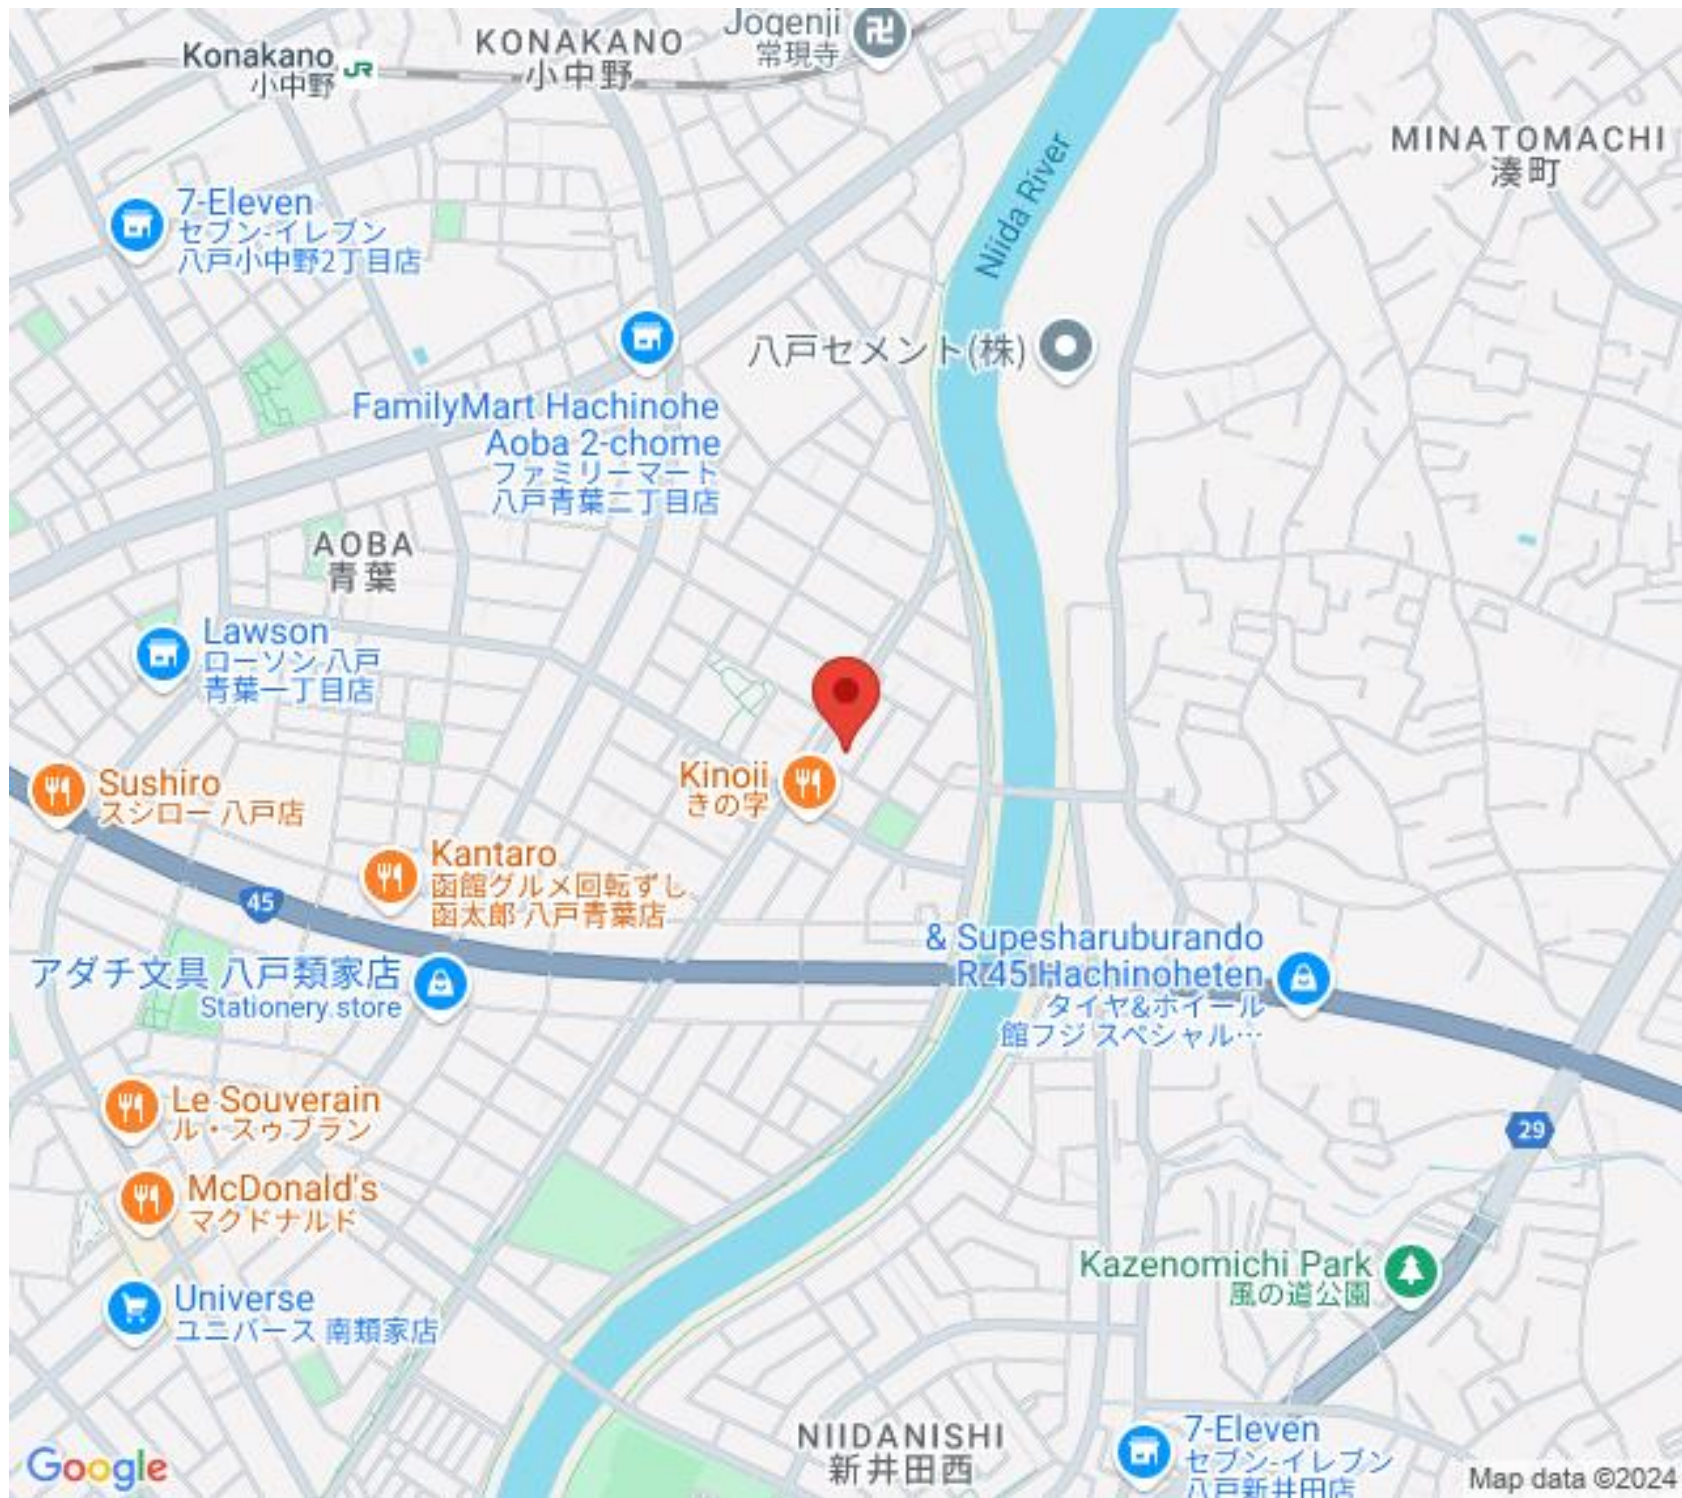 Konakano
小中野
JR
KONAKANO
小中野
Jogenji
常現寺
Niida River
MINATOMACHI
湊町
7-Eleven
セブン-イレブン
八戸小中野2丁目店
八戸セメント(株)
FamilyMart Hachinohe
Aoba 2-chome
ファミリーマート
八戸青葉二丁目店
AOBA
青葉
Lawson
ローソン 八戸
青葉一丁目店
Sushiro
スシロー 八戸店
Kinoji
きの字
Kantaro
函館グルメ回転ずし
函太郎 八戸青葉店
45
アダチ文具 八戸類家店
Stationery store
& Supesharuburando
R 45 Hachinoheten
タイヤ&ホイール
館フジ スペシャル…
Le Souverain
ル・スゥブラン
29
McDonald's
マクドナルド
Kazenomichi Park
風の道公園
Universe
ユニバース 南類家店
NIIDANISHI
新井田西
7-Eleven
セブン-イレブン
八戸新井田店
Google
Map data ©2024